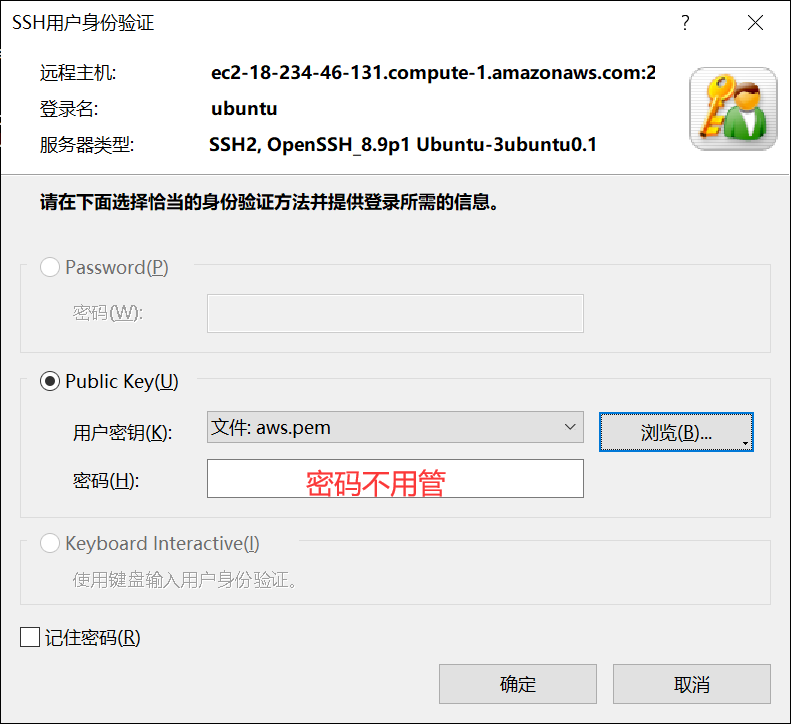 SSH用户身份验证
远程主机: ec2-18-234-46-131.compute-1.amazonaws.com:2
登录名: ubuntu
服务器类型: SSH2, OpenSSH_8.9p1 Ubuntu-3ubuntu0.1
请在下面选择恰当的身份验证方法并提供登录所需的信息。
Password(P)
密码(W):
Public Key(U)
用户密钥(K): 文件: aws.pem 浏览(B)...
密码(H): 密码不用管
Keyboard Interactive(I)
使用键盘输入用户身份验证。
记住密码(R)
确定 取消